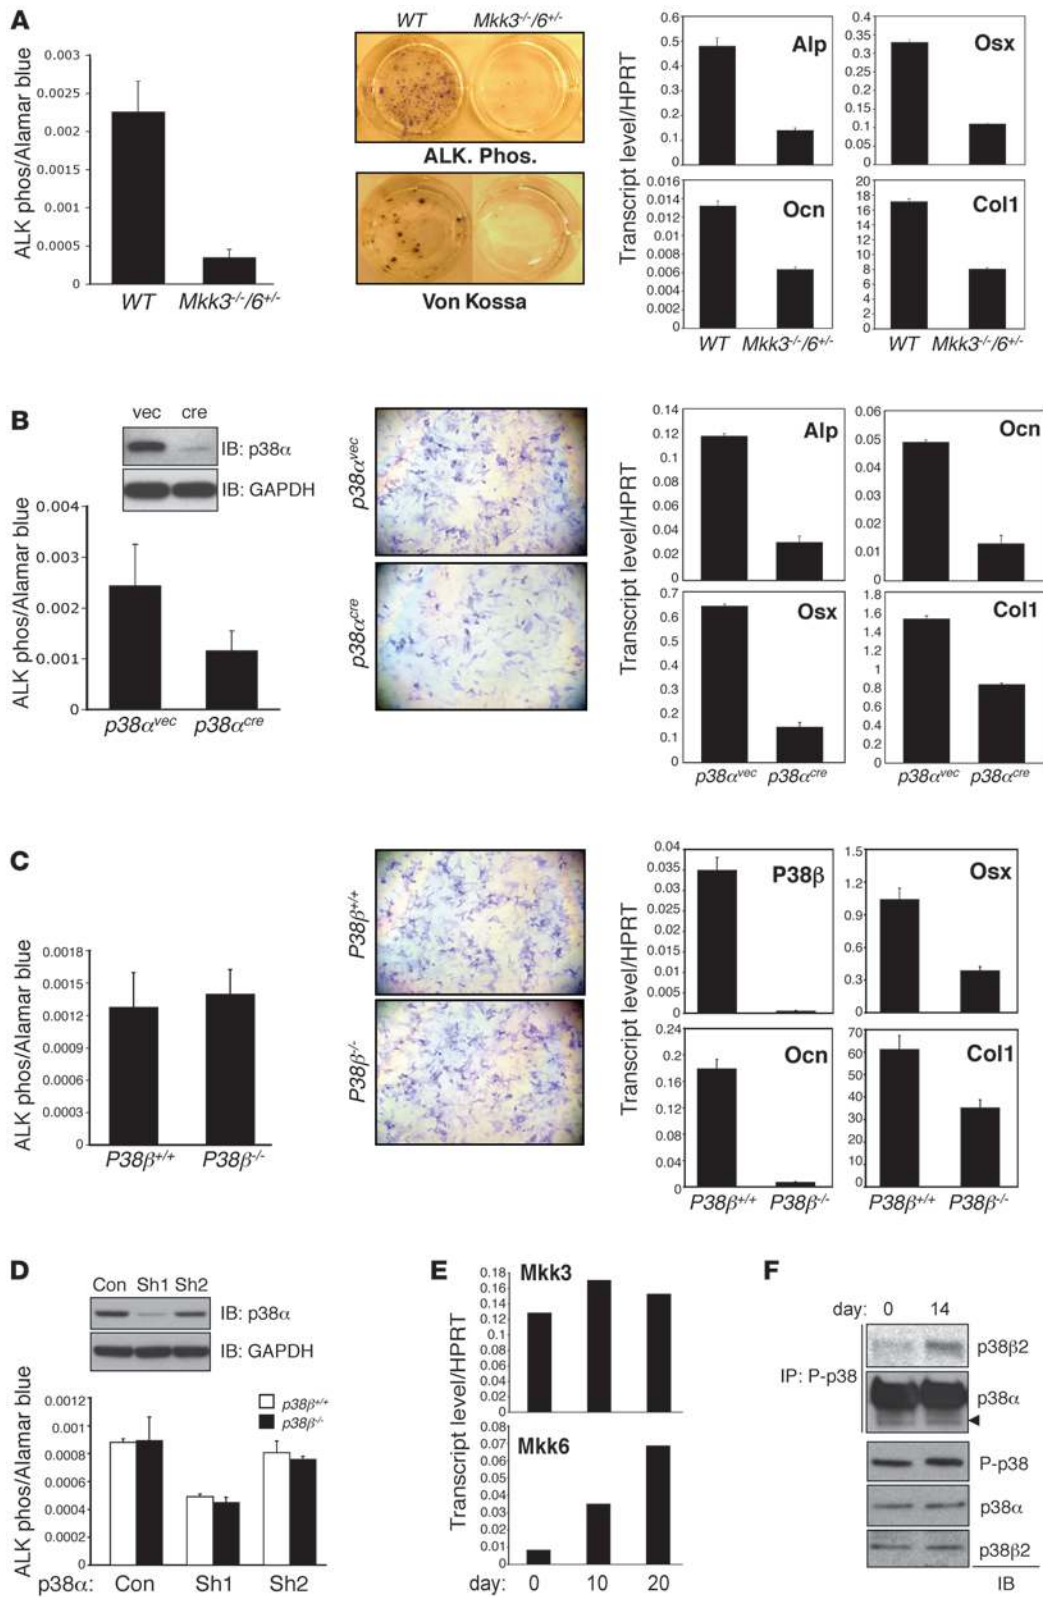 A
ALK phos/Alamar blue
0.003
0.0025
0.002
0.0015
0.001
0.0005
0
WT Mkk3-/-/6+/-
WT Mkk3-/-/6+/-
ALK. Phos.
Von Kossa
Transcript level/HPRT
Alp
0.6
0.5
0.4
0.3
0.2
0.1
0
Osx
0.35
0.3
0.25
0.2
0.15
0.1
0.05
0
Ocn
0.016
0.014
0.012
0.01
0.008
0.006
0.004
0.002
0.000
Col1
20
18
16
14
12
10
8
6
4
2
0
WT Mkk3-/-/6+/- WT Mkk3-/-/6+/-
B
vec cre
IB: p38α
IB: GAPDH
ALK phos/Alamar blue
0.004
0.003
0.002
0.001
0
p38αvec p38αcre
p38αvec
p38αcre
Transcript level/HPRT
Alp
0.14
0.12
0.10
0.08
0.06
0.04
0.02
0
Ocn
0.06
0.05
0.04
0.03
0.02
0.01
0
Osx
0.7
0.6
0.5
0.4
0.3
0.2
0.1
0
Col1
1.8
1.6
1.4
1.2
1
0.8
0.6
0.4
0.2
0
p38αvec p38αcre p38αvec p38αcre
C
ALK phos/Alamar blue
0.0018
0.0015
0.0012
0.0009
0.0006
0.0003
0
P38β+/+ P38β-/-
P38β+/+
P38β-/-
Transcript level/HPRT
P38β
0.04
0.035
0.03
0.025
0.02
0.015
0.01
0.005
0
Osx
1.5
1.2
0.9
0.6
0.3
0
Ocn
0.24
0.2
0.16
0.12
0.08
0.04
0
Col1
70
60
50
40
30
20
10
0
P38β+/+ P38β-/- P38β+/+ P38β-/-
D
Con Sh1 Sh2
IB: p38α
IB: GAPDH
ALK phos/Alamar blue
0.0012
0.001
0.0008
0.0006
0.0004
0.0002
0
p38β+/+
p38β-/-
p38α: Con Sh1 Sh2
E
Transcript level/HPRT
Mkk3
0.18
0.16
0.14
0.12
0.1
0.08
0.06
0.04
0.02
0
Mkk6
0.08
0.07
0.06
0.05
0.04
0.03
0.02
0.01
0
day: 0 10 20
F
day: 0 14
IP: P-p38
p38β2
p38α
P-p38
p38α
p38β2
IB